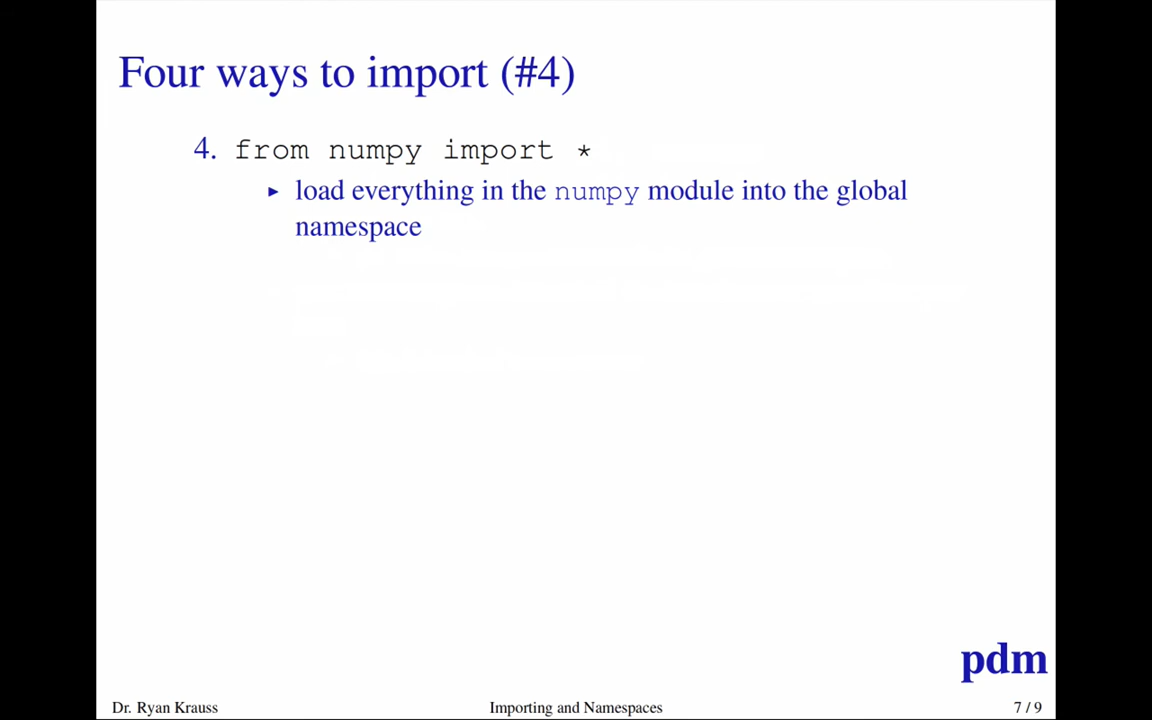 Four ways to import (#4)
4. from numpy import *
▶ load everything in the numpy module into the global
namespace
pdm
Dr. Ryan Krauss Importing and Namespaces 7 / 9